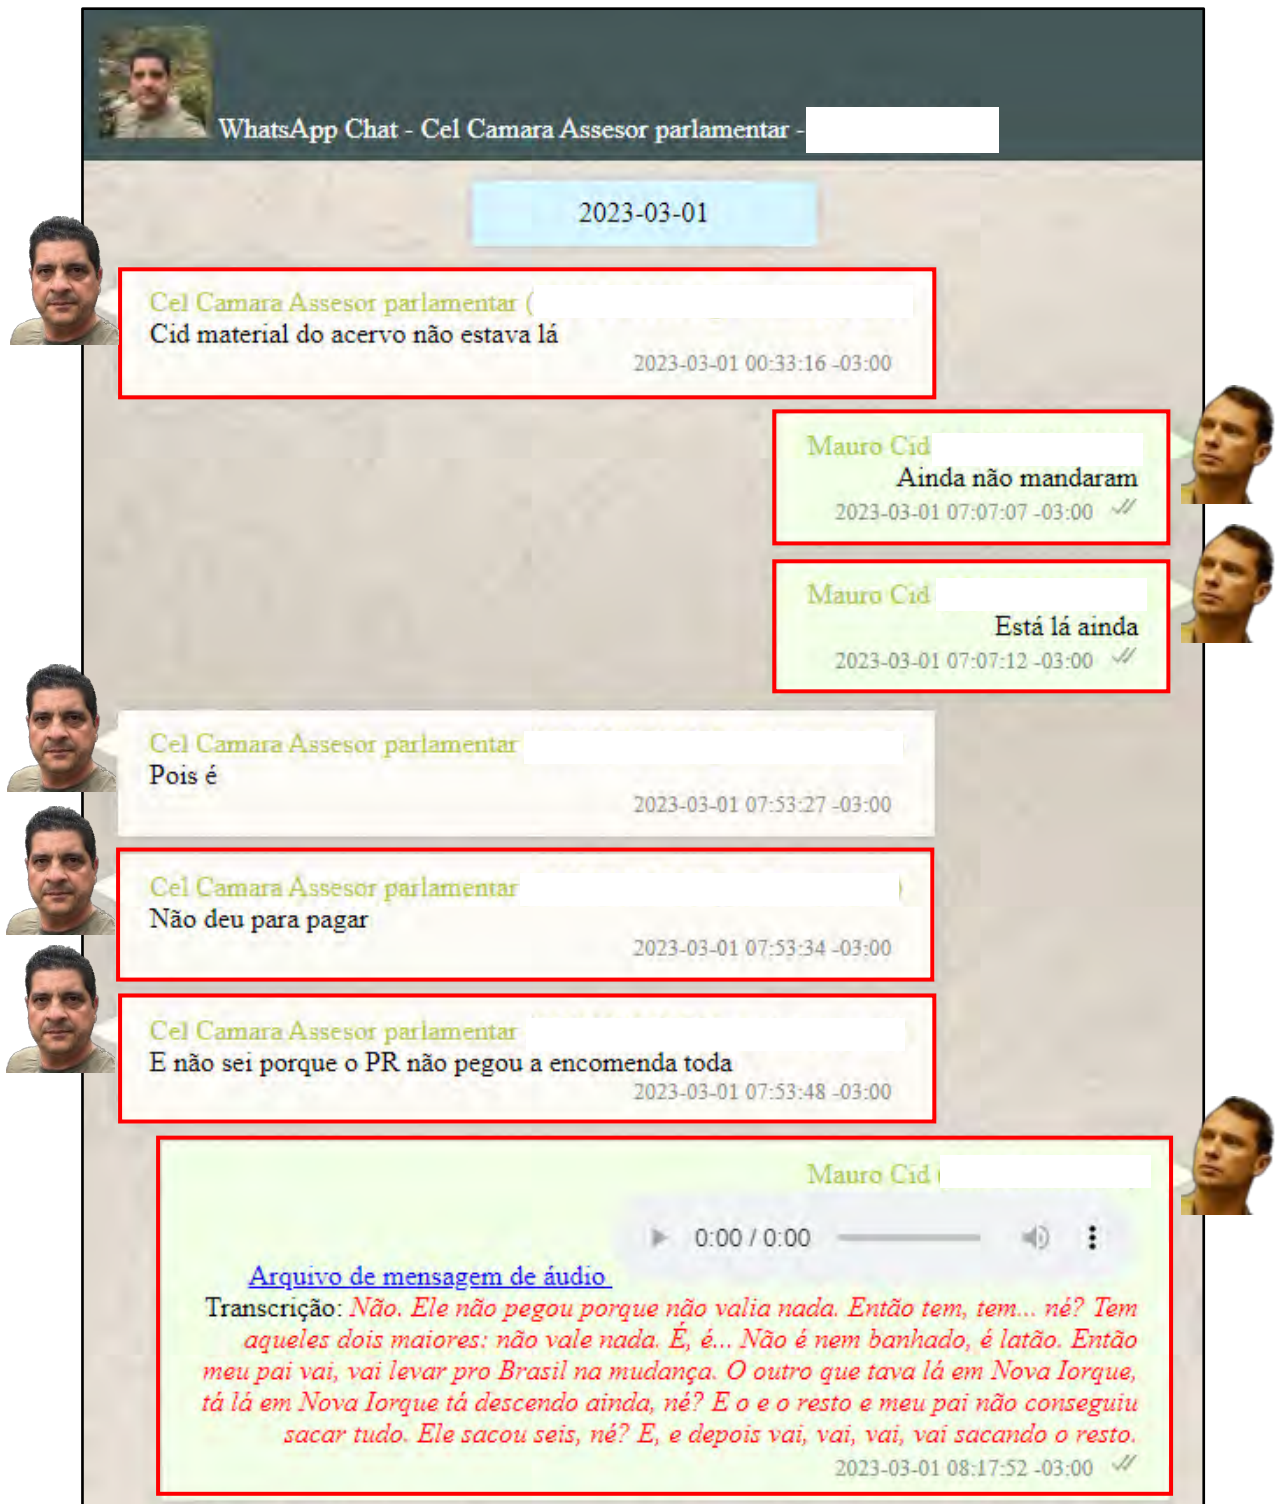 WhatsApp Chat - Cel Camara Assesor parlamentar -
2023-03-01
Cel Camara Assesor parlamentar (
Cid material do acervo não estava lá
2023-03-01 00:33:16 -03:00
Mauro Cid
Ainda não mandaram
2023-03-01 07:07:07 -03:00
Mauro Cid
Está lá ainda
2023-03-01 07:07:12 -03:00
Cel Camara Assesor parlamentar
Pois é
2023-03-01 07:53:27 -03:00
Cel Camara Assesor parlamentar )
Não deu para pagar
2023-03-01 07:53:34 -03:00
Cel Camara Assesor parlamentar
E não sei porque o PR não pegou a encomenda toda
2023-03-01 07:53:48 -03:00
Mauro Cid (
0:00 / 0:00
Arquivo de mensagem de áudio
Transcrição: Não. Ele não pegou porque não valia nada. Então tem, tem... né? Tem
aqueles dois maiores: não vale nada. É, é... Não é nem banhado, é latão. Então
meu pai vai, vai levar pro Brasil na mudança. O outro que tava lá em Nova Iorque,
tá lá em Nova Iorque tá descendo ainda, né? E o e o resto e meu pai não conseguiu
sacar tudo. Ele sacou seis, né? E, e depois vai, vai, vai, vai sacando o resto.
2023-03-01 08:17:52 -03:00